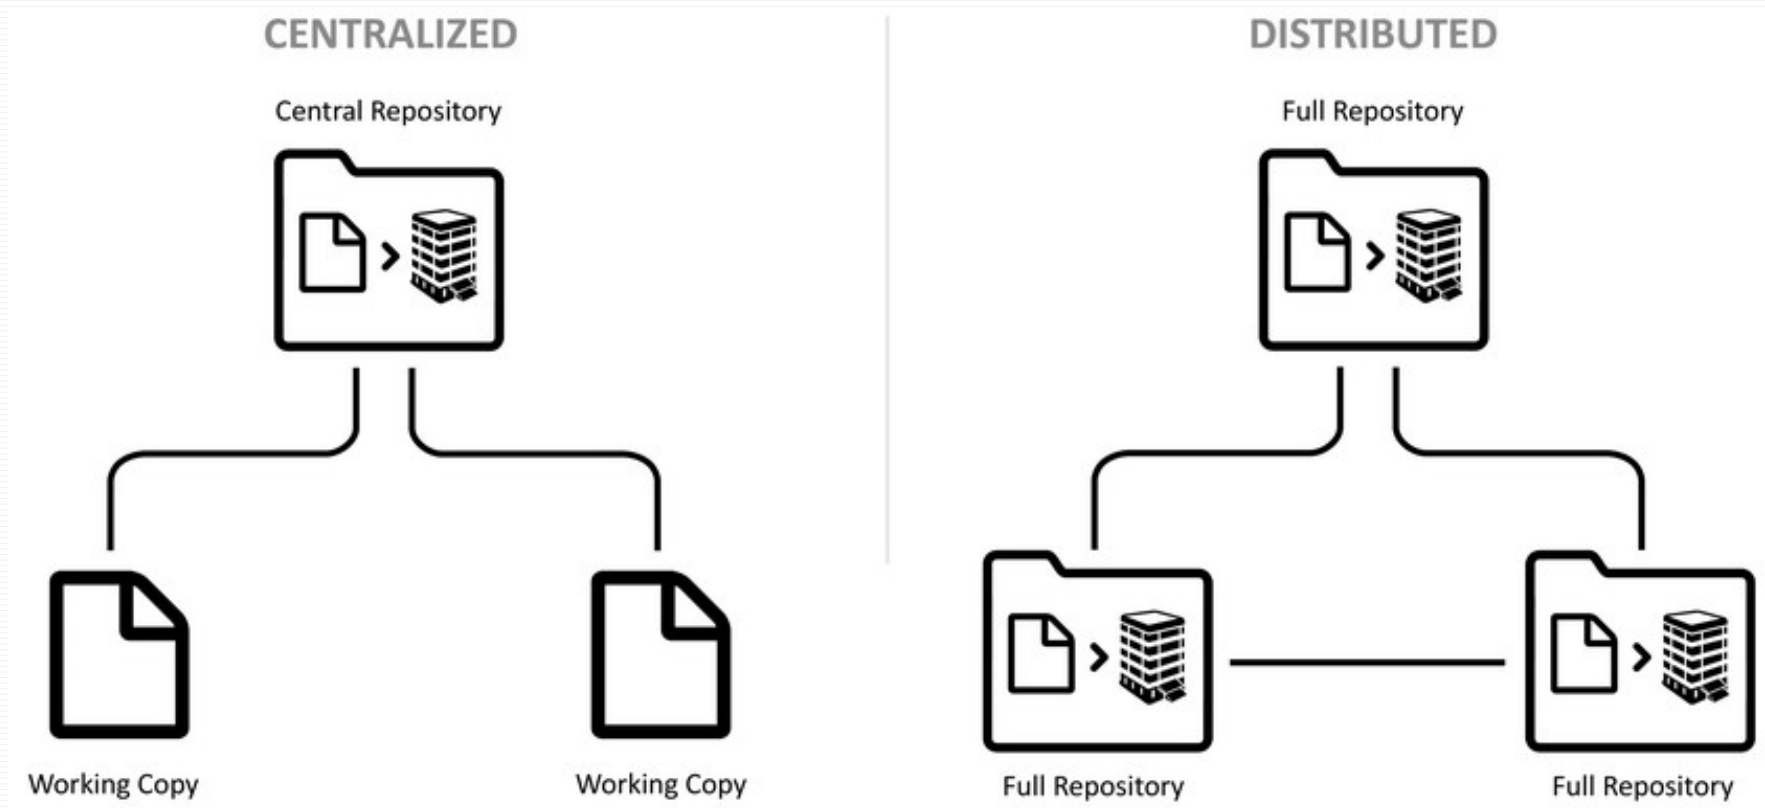 CENTRALIZED
Central Repository
Working Copy
Working Copy
DISTRIBUTED
Full Repository
Full Repository
Full Repository